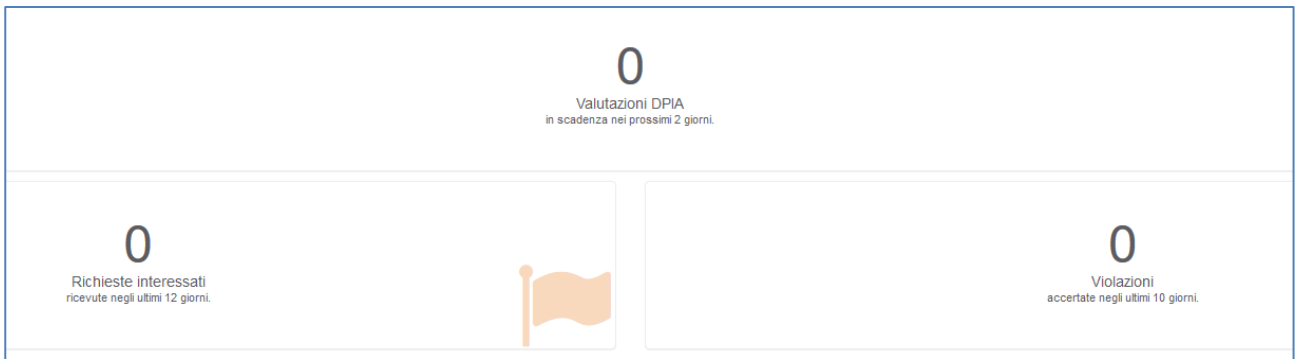 0
Valutazioni DPIA
in scadenza nei prossimi 2 giorni.
0
Richieste interessati
ricevute negli ultimi 12 giorni.
0
Violazioni
accertate negli ultimi 10 giorni.